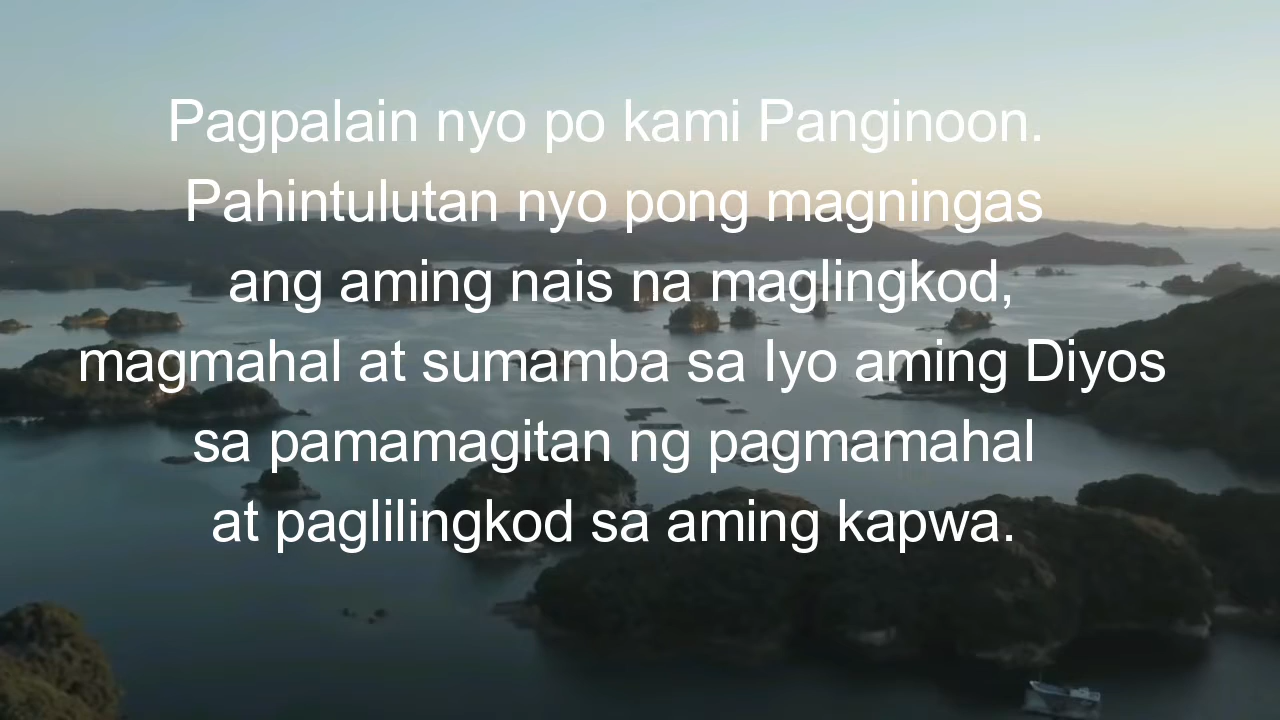 Pagpalain nyo po kami Panginoon.
Pahintulutan nyo pong magningas
ang aming nais na maglingkod,
magmahal at sumamba sa Iyo aming Diyos
sa pamamagitan ng pagmamahal
at paglilingkod sa aming kapwa.